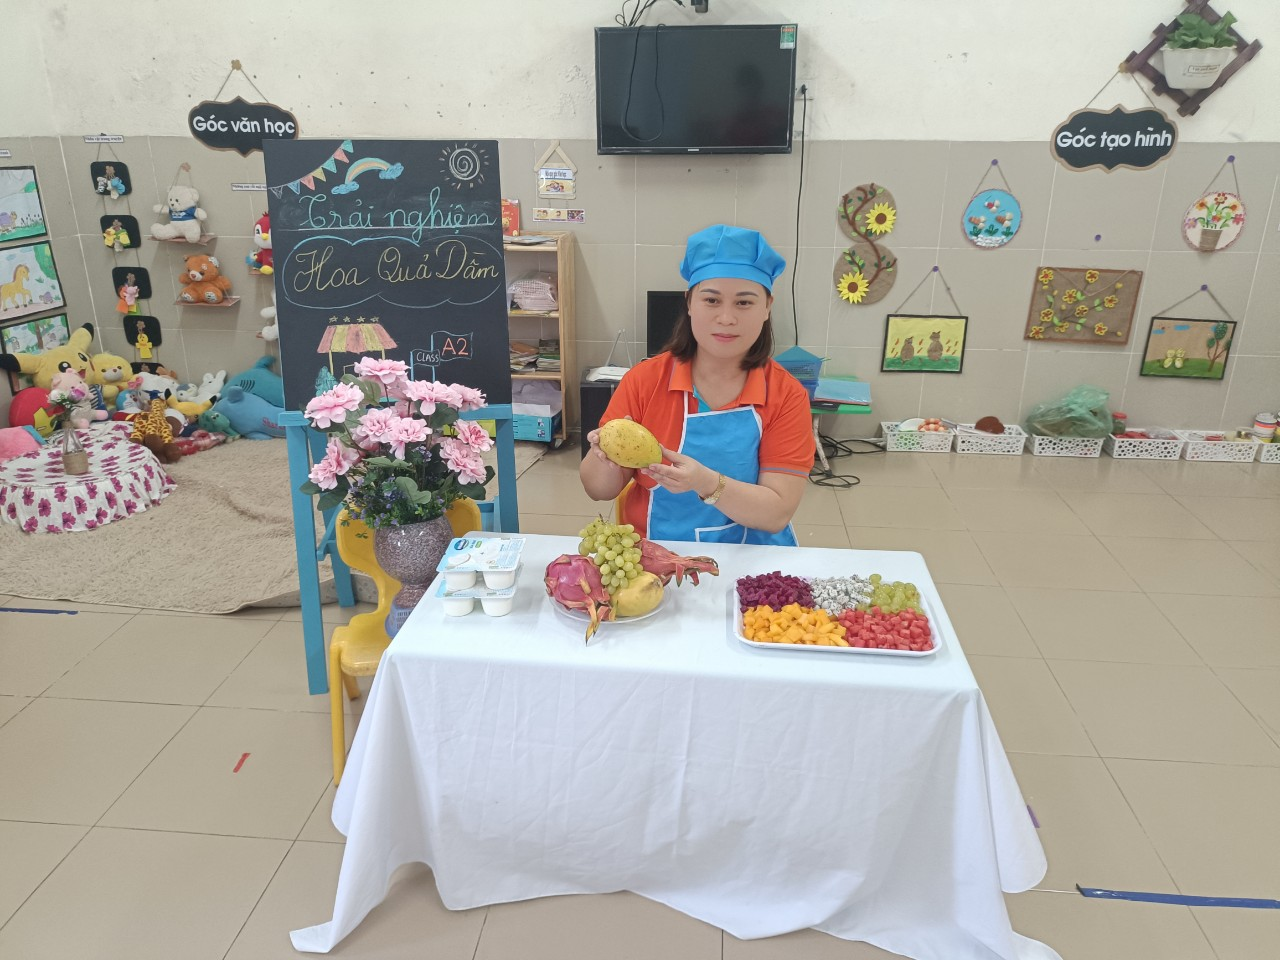 Góc văn học
Góc tạo hình
Trải nghiệm
Hoa Quả Dầm
CLASS
A2